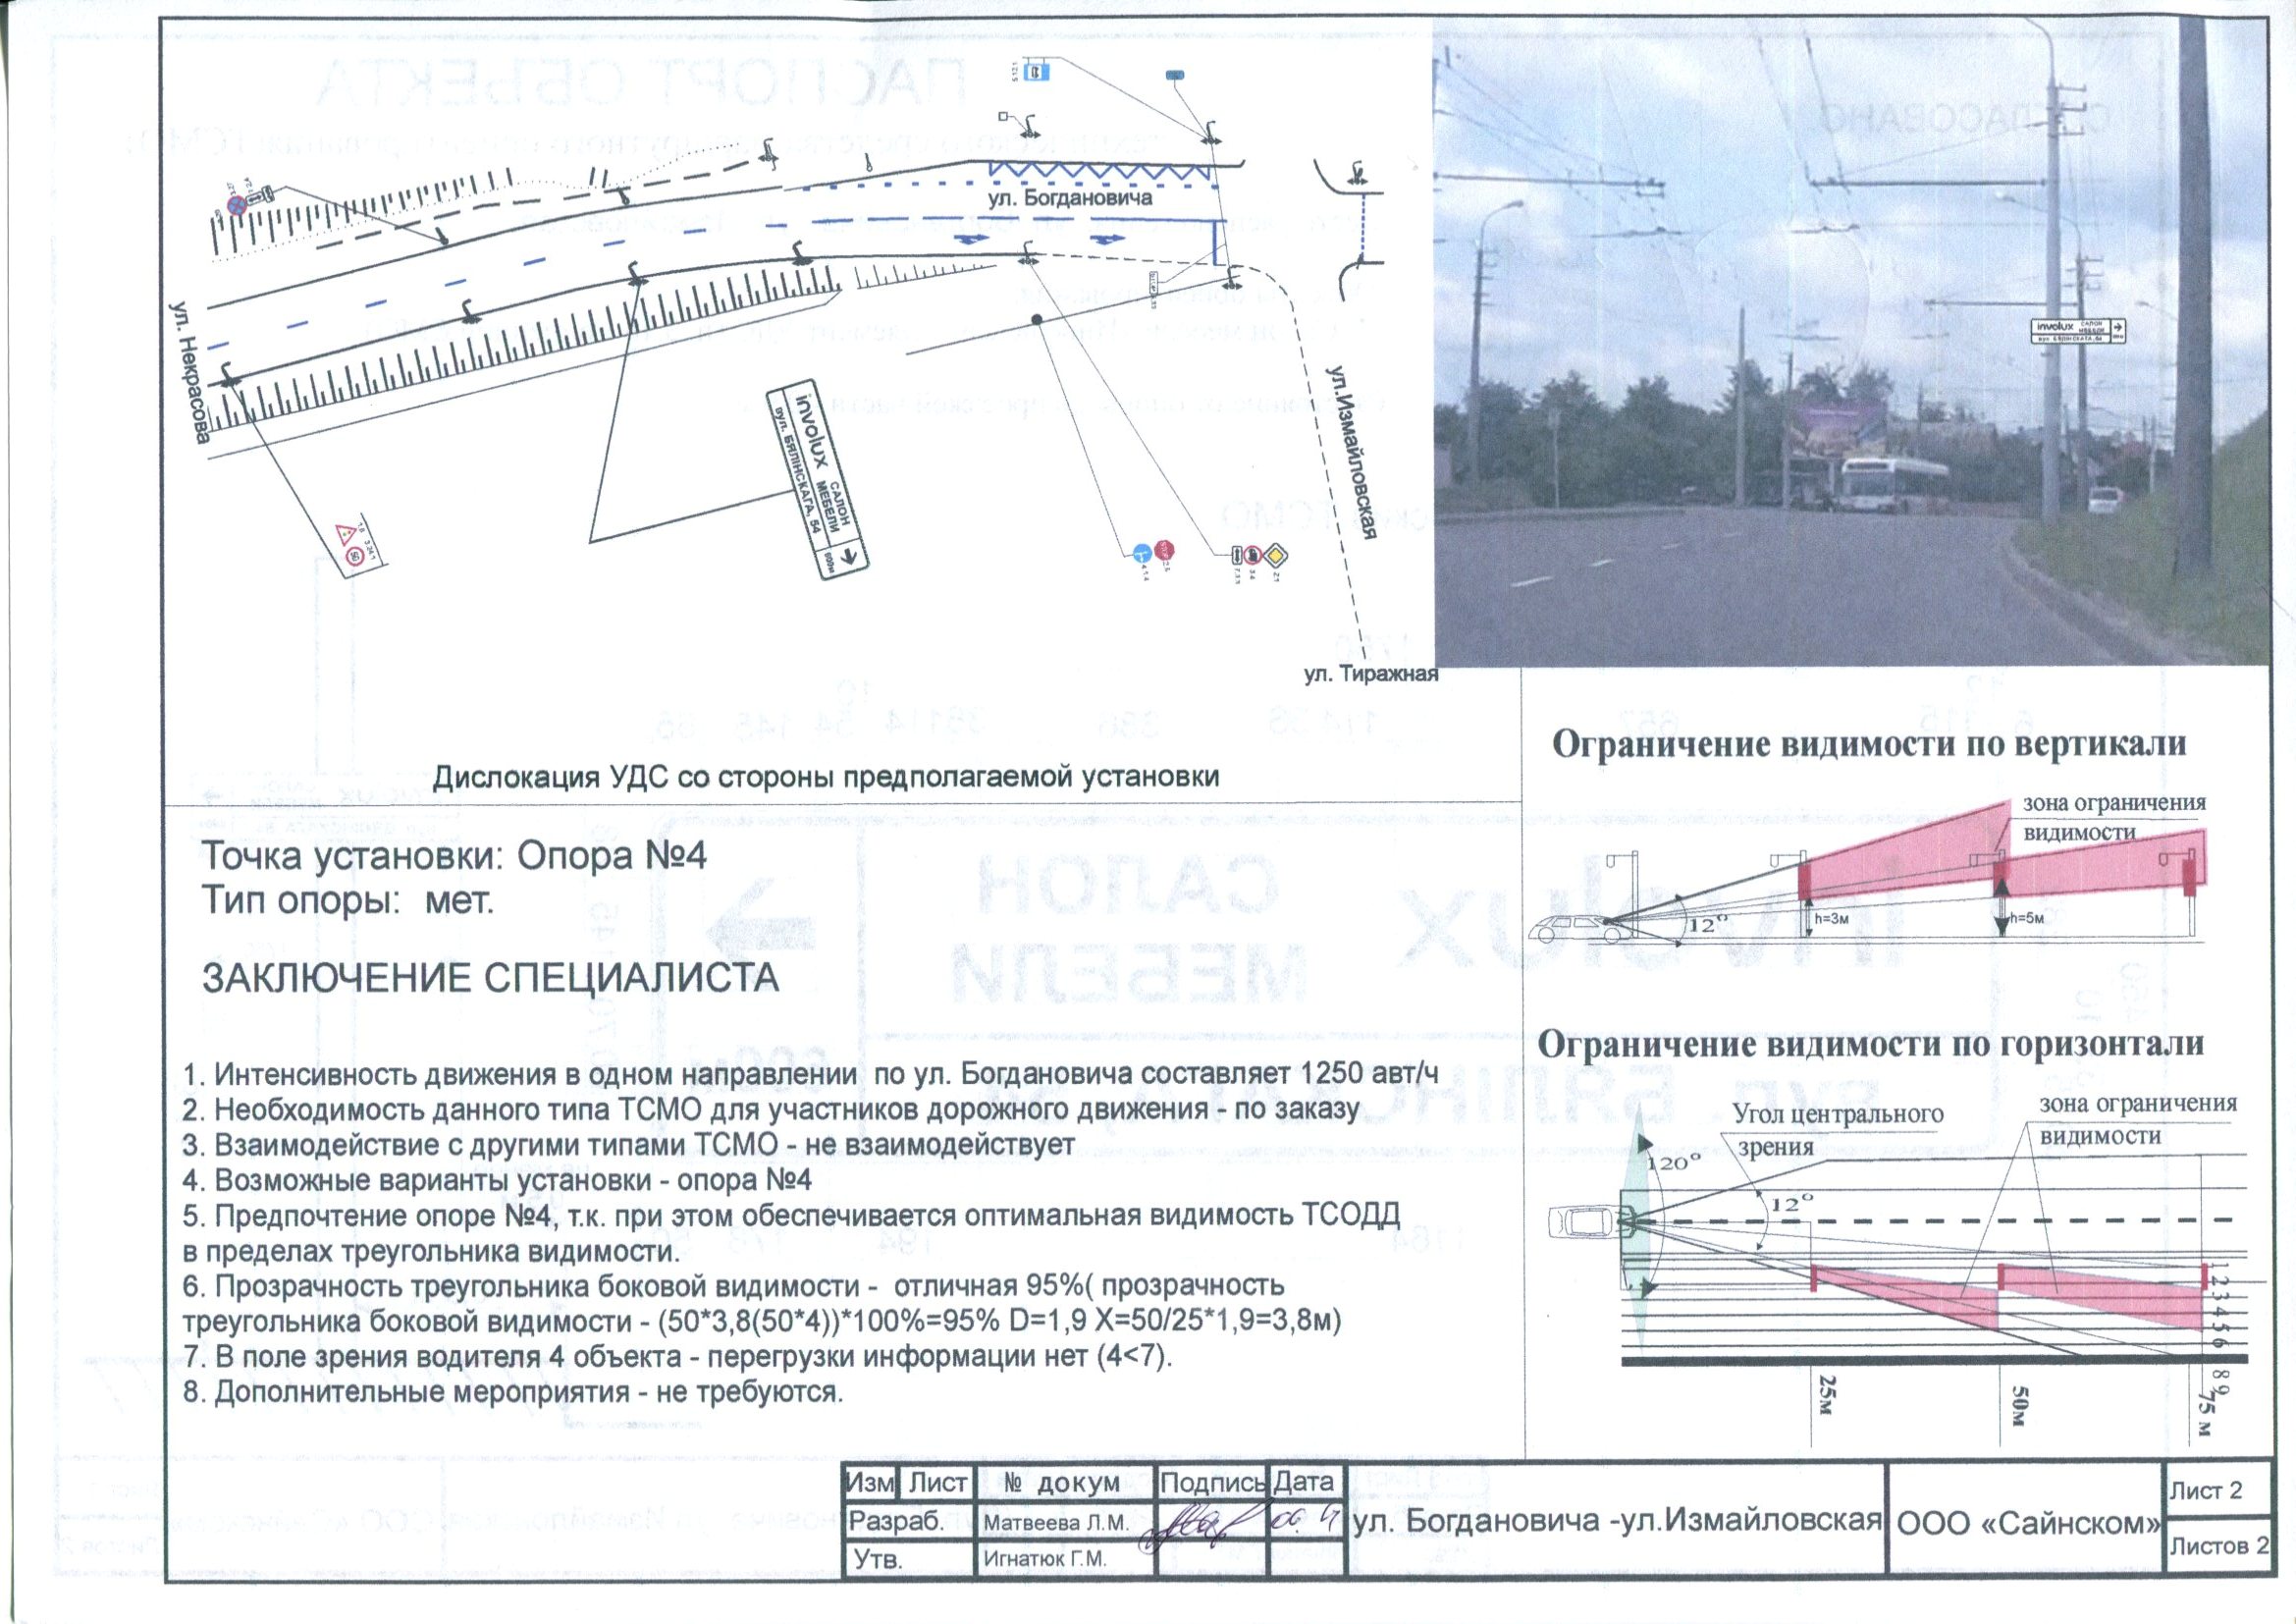 ул. Богдановича
ул. Некрасова
ул.Измайловская
ул. Тиражная
involux САЛОН МЕБЕЛИ
вул. БЯЛІНСКАГА, 54
600м
STOP
Дислокация УДС со стороны предполагаемой установки
involux САЛОН МЕБЕЛИ
вул. БЯЛІНСКАГА, 54
Точка установки: Опора №4
Тип опоры: мет.
ЗАКЛЮЧЕНИЕ СПЕЦИАЛИСТА
1. Интенсивность движения в одном направлении по ул. Богдановича составляет 1250 авт/ч
2. Необходимость данного типа ТСМО для участников дорожного движения - по заказу
3. Взаимодействие с другими типами ТСМО - не взаимодействует
4. Возможные варианты установки - опора №4
5. Предпочтение опоре №4, т.к. при этом обеспечивается оптимальная видимость ТСОДД
в пределах треугольника видимости.
6. Прозрачность треугольника боковой видимости - отличная 95%( прозрачность
треугольника боковой видимости - (50*3,8(50*4))*100%=95% D=1,9 X=50/25*1,9=3,8м)
7. В поле зрения водителя 4 объекта - перегрузки информации нет (4<7).
8. Дополнительные мероприятия - не требуются.
Ограничение видимости по вертикали
зона ограничения
видимости
12°
h=3м
h=5м
Ограничение видимости по горизонтали
Угол центрального
зрения
зона ограничения
видимости
120°
12°
1 2 3 4 5 6 8 9
25м
50м
75 м
Изм Лист № докум Подпись Дата
Разраб. Матвеева Л.М.
Утв. Игнатюк Г.М.
ул. Богдановича -ул.Измайловская
ООО «Сайнском»
Лист 2
Листов 2